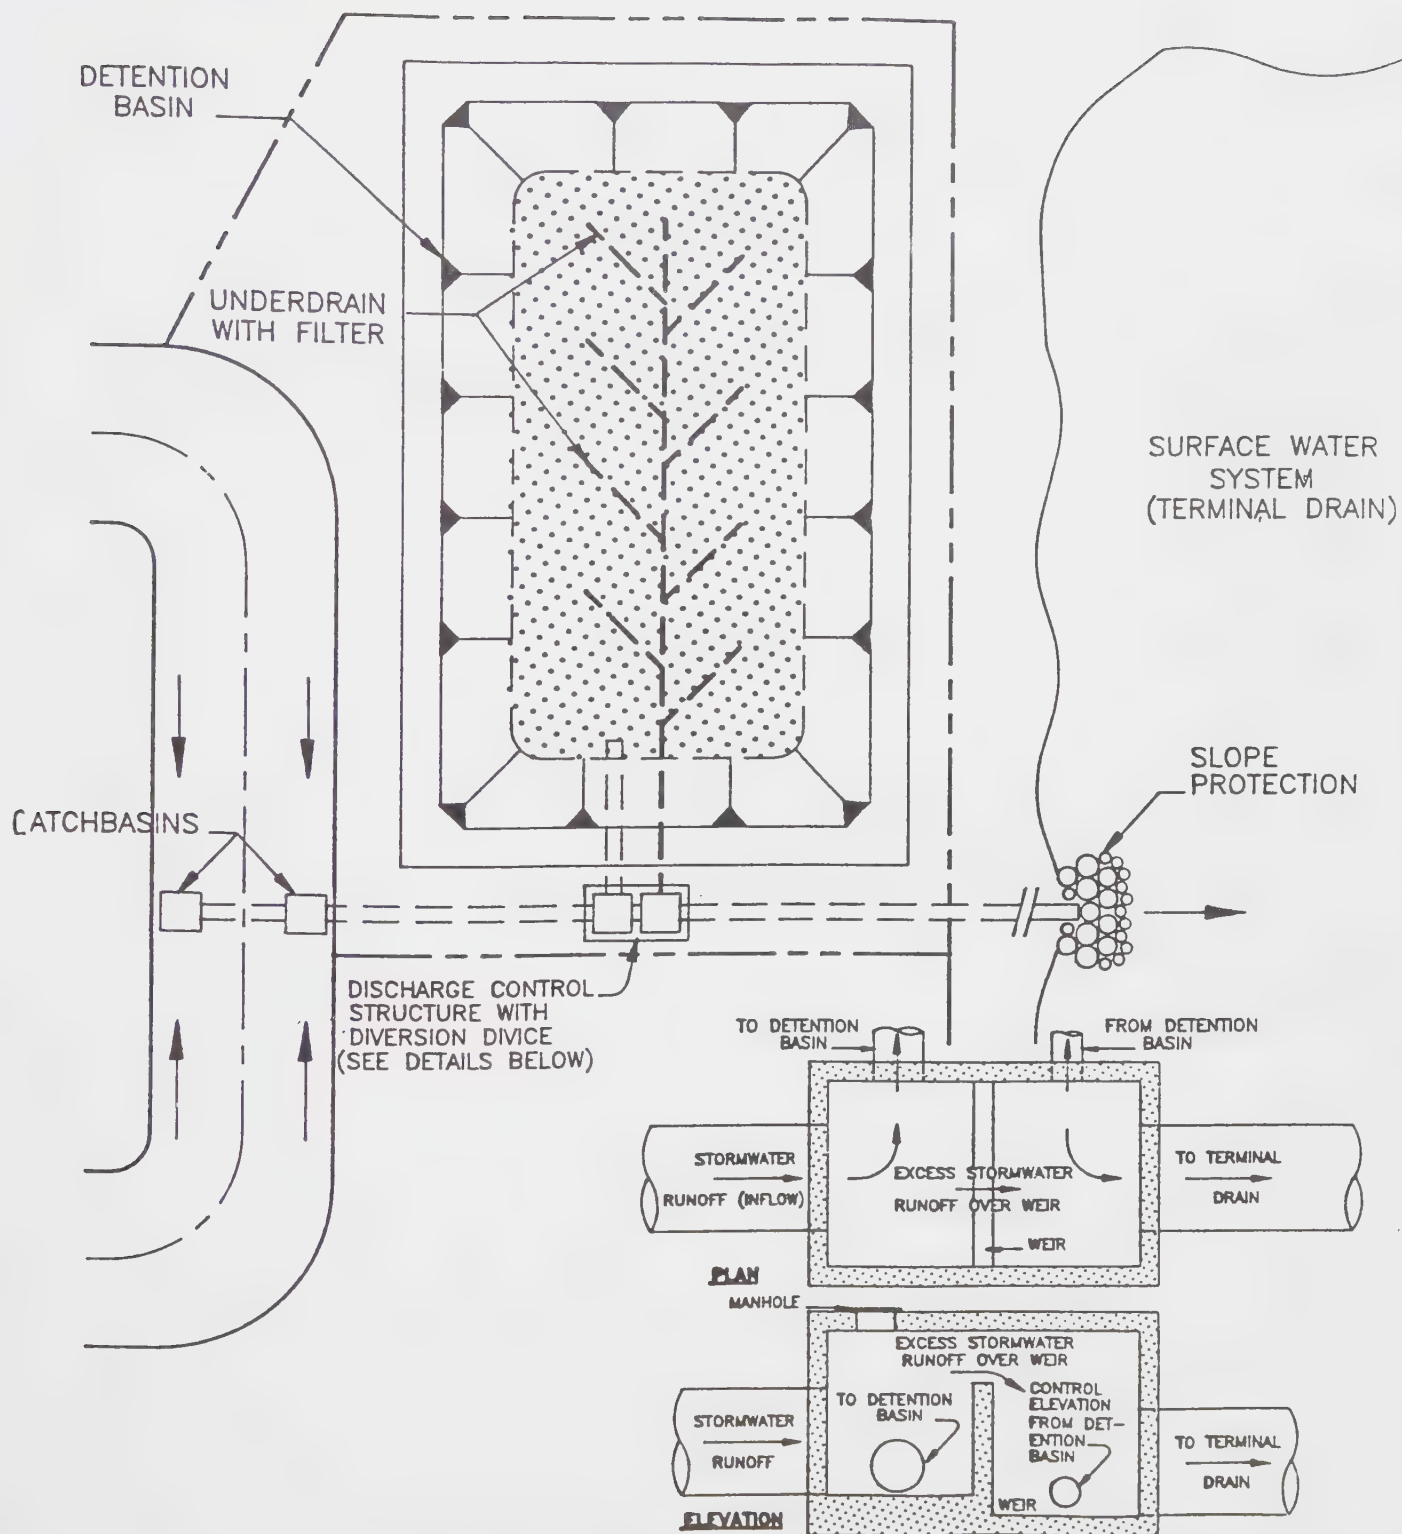 DETENTION
BASIN
UNDERDRAIN
WITH FILTER
SURFACE WATER
SYSTEM
(TERMINAL DRAIN)
SLOPE
PROTECTION
CATCHBASINS
DISCHARGE CONTROL
STRUCTURE WITH
DIVERSION DIVICE
(SEE DETAILS BELOW)
TO DETENTION
BASIN
FROM DETENTION
BASIN
STORMWATER
RUNOFF (INFLOW)
EXCESS STORMWATER
RUNOFF OVER WEIR
TO TERMINAL
DRAIN
WEIR
PLAN
MANHOLE
EXCESS STORMWATER
RUNOFF OVER WEIR
TO DETENTION
BASIN
CONTROL
ELEVATION
FROM DET-
ENTION
BASIN
STORMWATER
RUNOFF
TO TERMINAL
DRAIN
WEIR
ELEVATION